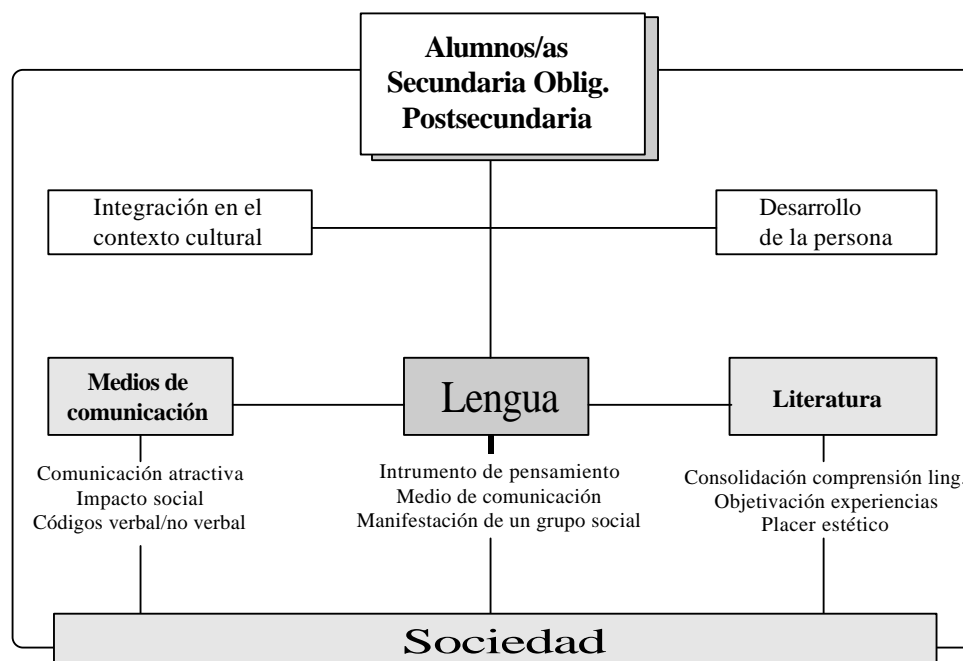 Alumnos/as
Secundaria Oblig.
Postsecundaria
Integración en el
contexto cultural
Desarrollo
de la persona
Medios de
comunicación
Lengua
Literatura
Comunicación atractiva
Impacto social
Códigos verbal/no verbal
Intrumento de pensamiento
Medio de comunicación
Manifestación de un grupo social
Consolidación comprensión ling.
Objetivación experiencias
Placer estético
Sociedad